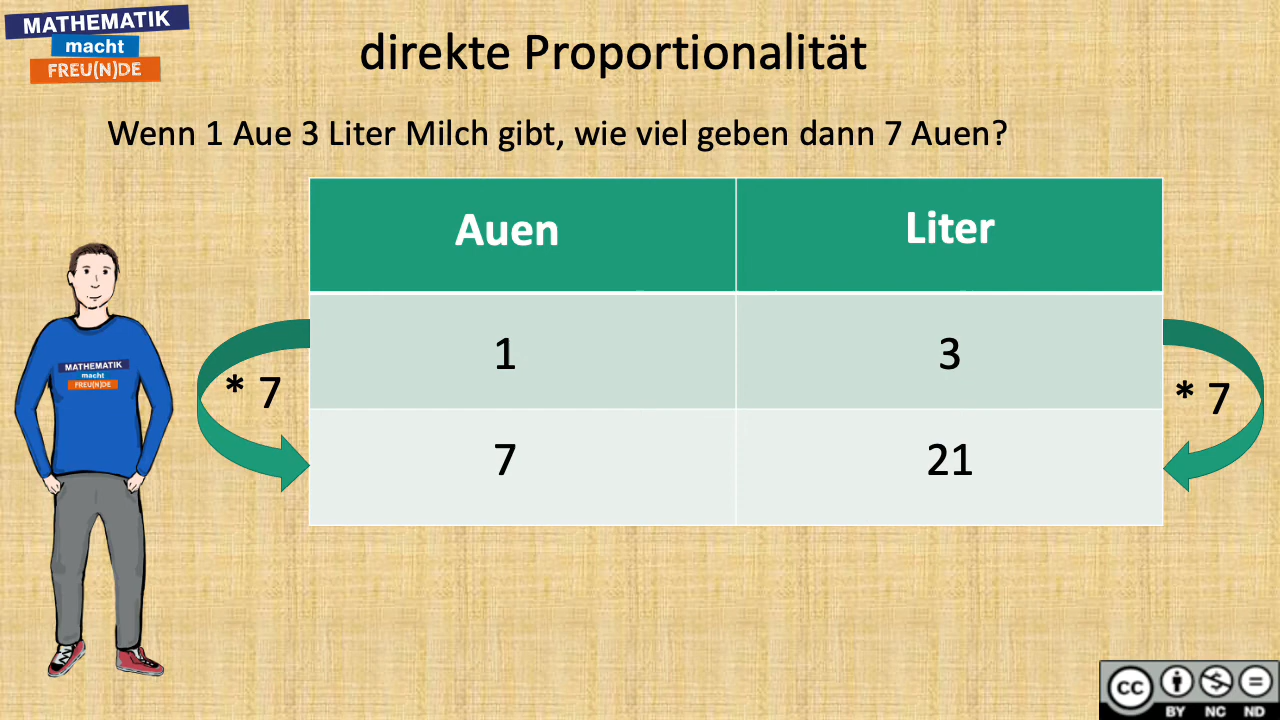 MATHEMATIK
macht
FREU(N)DE
direkte Proportionalität
Wenn 1 Aue 3 Liter Milch gibt, wie viel geben dann 7 Auen?
Auen Liter
1 3
* 7 * 7
7 21
MATHEMATIK
macht
FREU(N)DE
CC
BY NC ND